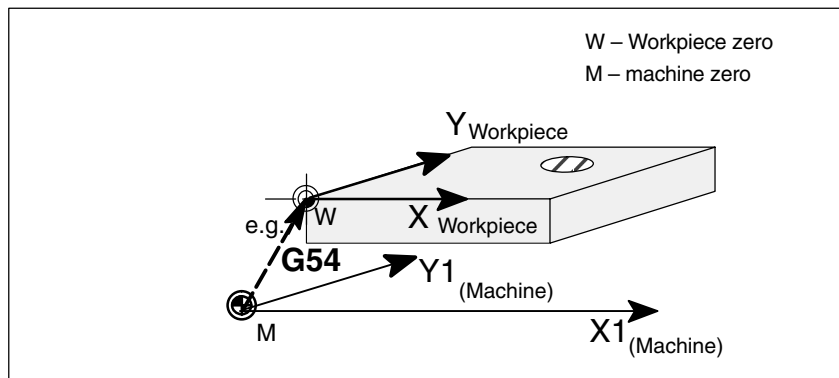 W – Workpiece zero
M – machine zero
Y Workpiece
W
X Workpiece
e.g.
G54
Y1 (Machine)
M
X1 (Machine)